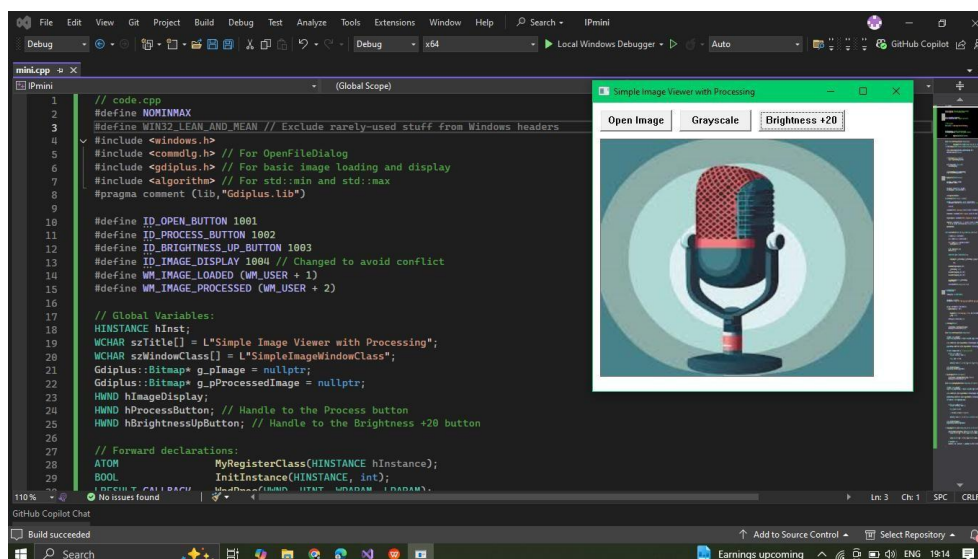 File Edit View Git Project Build Debug Test Analyze Tools Extensions Window Help Search IPmini
Debug Debug x64 Local Windows Debugger Auto GitHub Copilot
mini.cpp
IPmini (Global Scope)
1 // code.cpp
2 #define NOMINMAX
3 #define WIN32_LEAN_AND_MEAN // Exclude rarely-used stuff from Windows headers
4 #include <windows.h>
5 #include <commdlg.h> // For OpenFileDialog
6 #include <gdiplus.h> // For basic image loading and display
7 #include <algorithm> // For std::min and std::max
8 #pragma comment (lib,"Gdiplus.lib")
9
10 #define ID_OPEN_BUTTON 1001
11 #define ID_PROCESS_BUTTON 1002
12 #define ID_BRIGHTNESS_UP_BUTTON 1003
13 #define ID_IMAGE_DISPLAY 1004 // Changed to avoid conflict
14 #define WM_IMAGE_LOADED (WM_USER + 1)
15 #define WM_IMAGE_PROCESSED (WM_USER + 2)
16
17 // Global Variables:
18 HINSTANCE hInst;
19 WCHAR szTitle[] = L"Simple Image Viewer with Processing";
20 WCHAR szWindowClass[] = L"SimpleImageWindowClass";
21 Gdiplus::Bitmap* g_pImage = nullptr;
22 Gdiplus::Bitmap* g_pProcessedImage = nullptr;
23 HWND hImageDisplay;
24 HWND hProcessButton; // Handle to the Process button
25 HWND hBrightnessUpButton; // Handle to the Brightness +20 button
26
27 // Forward declarations:
28 ATOM MyRegisterClass(HINSTANCE hInstance);
29 BOOL InitInstance(HINSTANCE, int);
Simple Image Viewer with Processing
Open Image Grayscale Brightness +20
110% No issues found Ln: 3 Ch: 1 SPC CRLF
GitHub Copilot Chat
Build succeeded Add to Source Control Select Repository
Search Earnings upcoming ENG 19:14